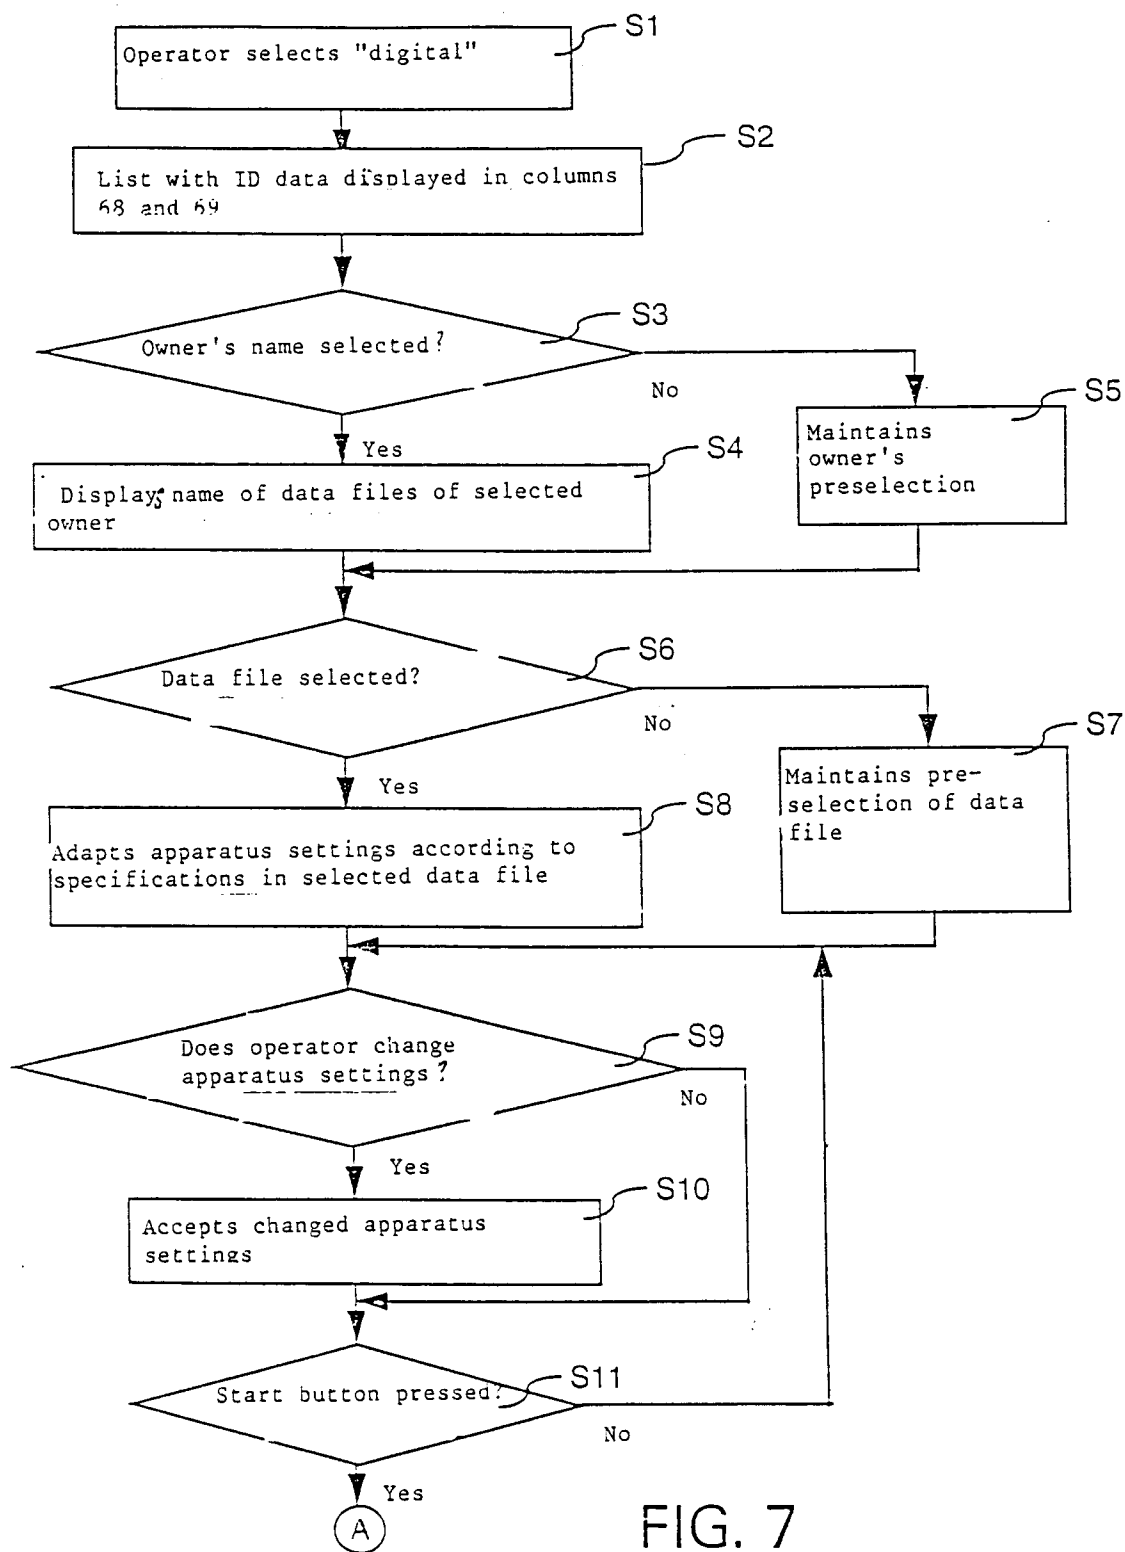 S1
Operator selects "digital"
S2
List with ID data displayed in columns
68 and 69
S3
Owner's name selected?
No
S5
Yes
Maintains
owner's
preselection
S4
Displays name of data files of selected
owner
S6
Data file selected?
No
S7
Yes
Maintains pre-
selection of data
file
S8
Adapts apparatus settings according to
specifications in selected data file
S9
Does operator change
apparatus settings?
No
Yes
S10
Accepts changed apparatus
settings
S11
Start button pressed?
No
Yes
A
FIG. 7